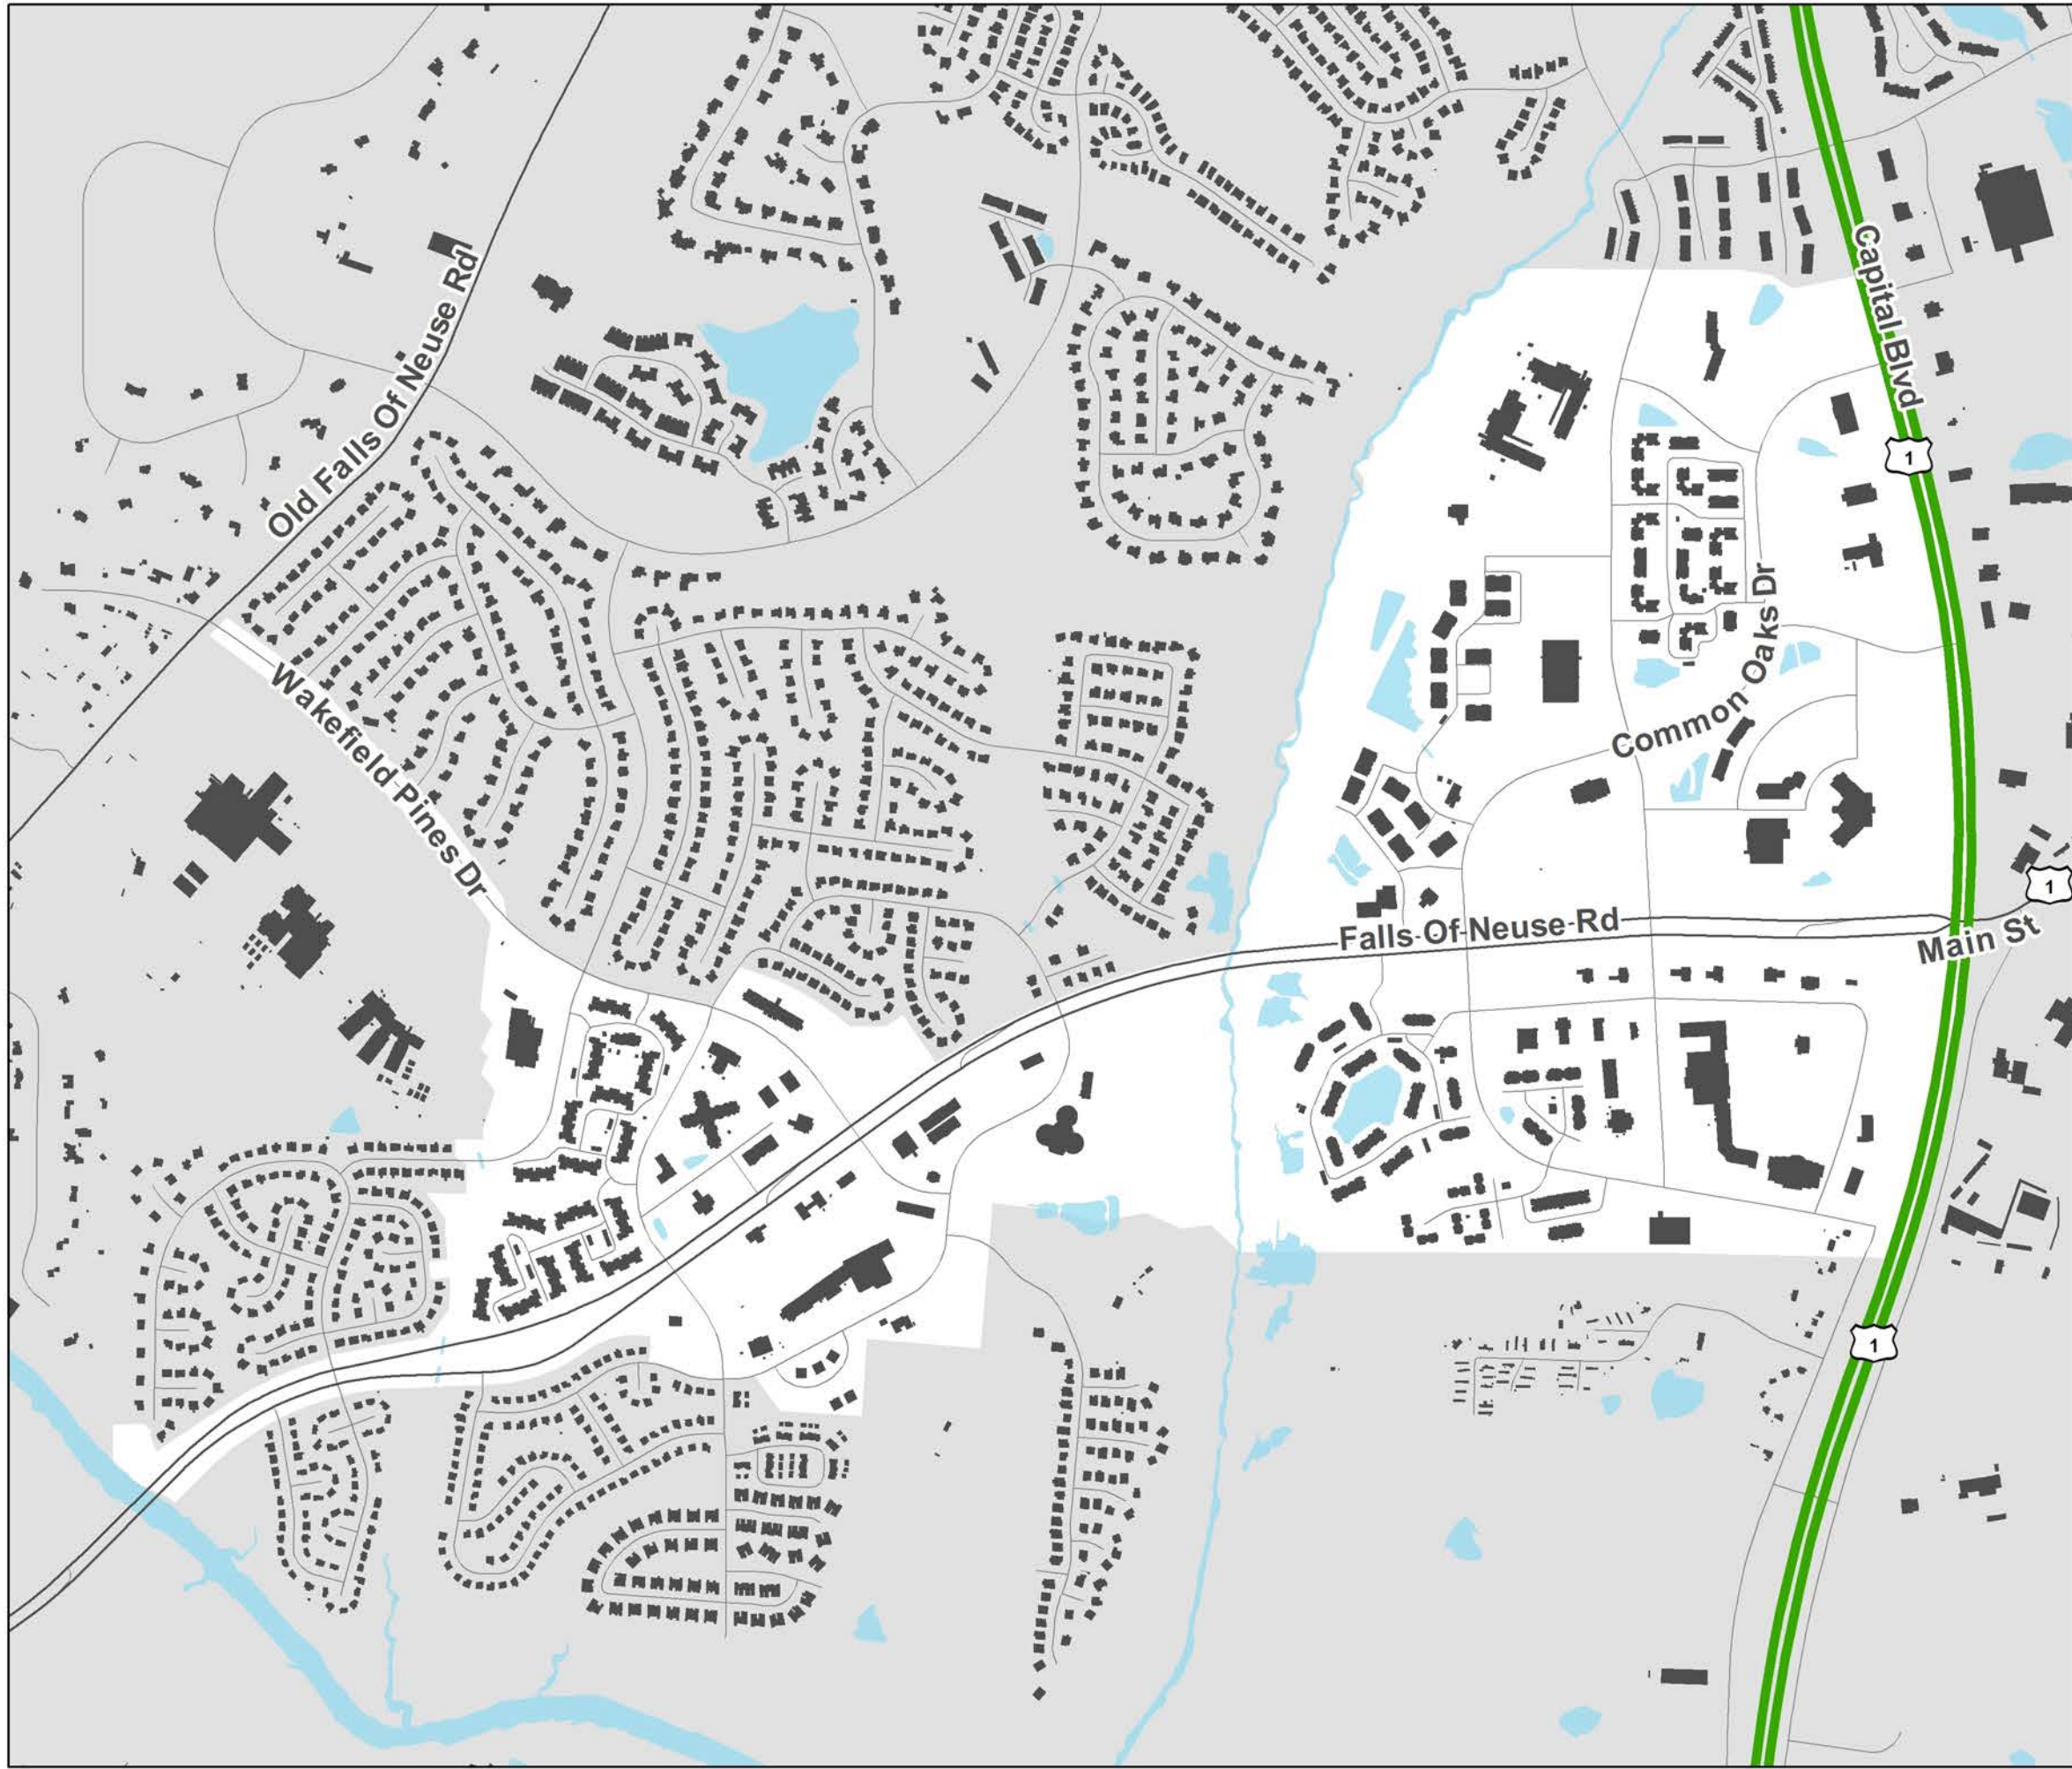 Old Falls Of Neuse Rd
Capital Blvd
1
Common Oaks Dr
Wakefield Pines Dr
1
Falls Of Neuse Rd
Main St
1